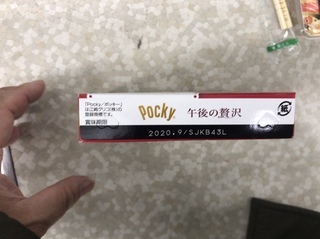 「Pocky／ポッキー」
は江崎グリコ（株）の
登録商標です。
賞味期限
Pocky 午後の贅沢
紙
2020.9/SJKB43L